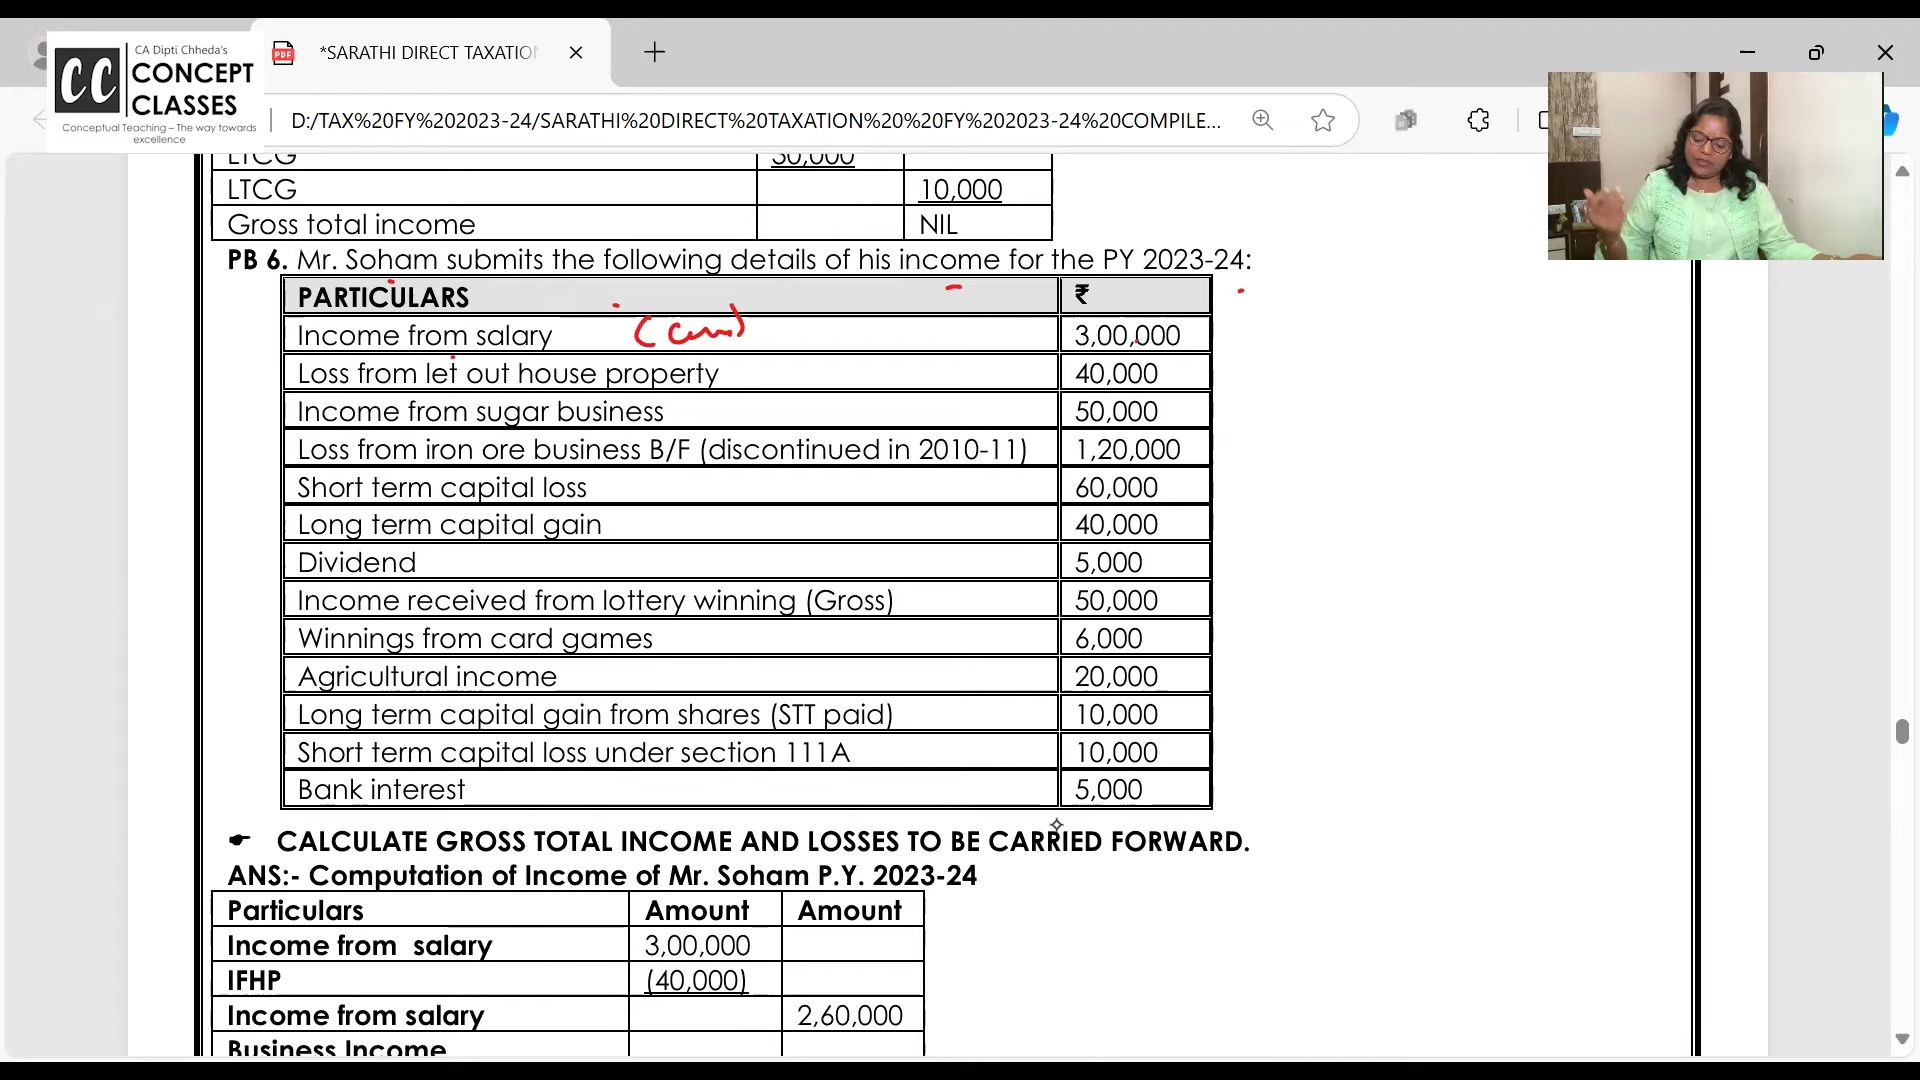 CA Dipti Chheda's
CC CONCEPT
CLASSES
Conceptual Teaching – The way towards
excellence
PDF
*SARATHI DIRECT TAXATIO
D:/TAX%20FY%202023-24/SARATHI%20DIRECT%20TAXATION%20%20FY%202023-24%20COMPILE...
LTCG 30,000
LTCG 10,000
Gross total income NIL
PB 6. Mr. Soham submits the following details of his income for the PY 2023-24:
PARTICULARS ₹
Income from salary 3,00,000
Loss from let out house property 40,000
Income from sugar business 50,000
Loss from iron ore business B/F (discontinued in 2010-11) 1,20,000
Short term capital loss 60,000
Long term capital gain 40,000
Dividend 5,000
Income received from lottery winning (Gross) 50,000
Winnings from card games 6,000
Agricultural income 20,000
Long term capital gain from shares (STT paid) 10,000
Short term capital loss under section 111A 10,000
Bank interest 5,000
☛ CALCULATE GROSS TOTAL INCOME AND LOSSES TO BE CARRIED FORWARD.
ANS:- Computation of Income of Mr. Soham P.Y. 2023-24
Particulars Amount Amount
Income from salary 3,00,000
IFHP (40,000)
Income from salary 2,60,000
Business Income